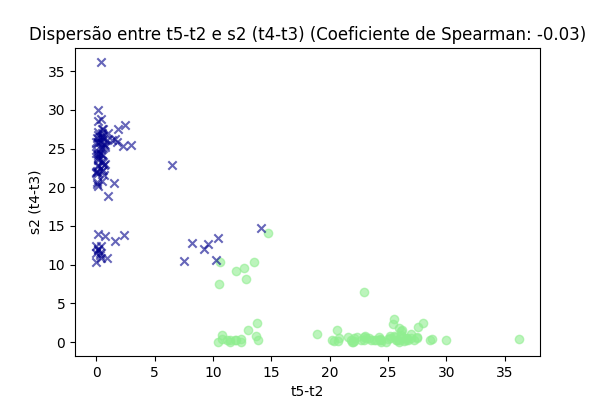 Dispersão entre t5-t2 e s2 (t4-t3) (Coeficiente de Spearman: -0.03)
35
30
25
20
15
10
5
0
s2 (t4-t3)
0 5 10 15 20 25 30 35
t5-t2